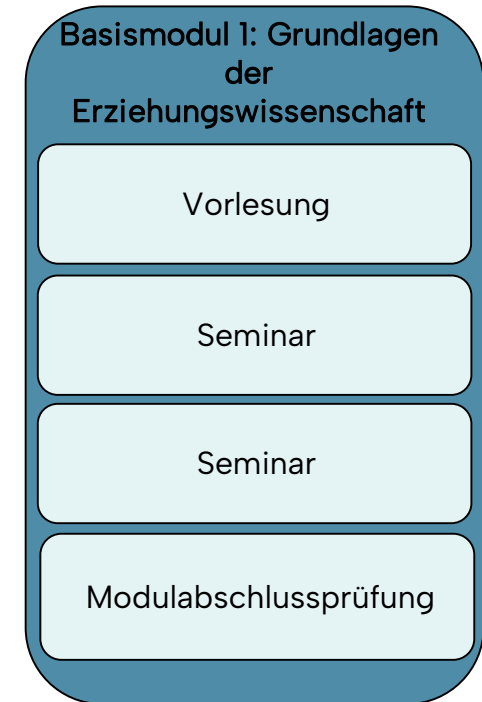 Basismodul 1: Grundlagen
der
Erziehungswissenschaft
Vorlesung
Seminar
Seminar
Modulabschlussprüfung